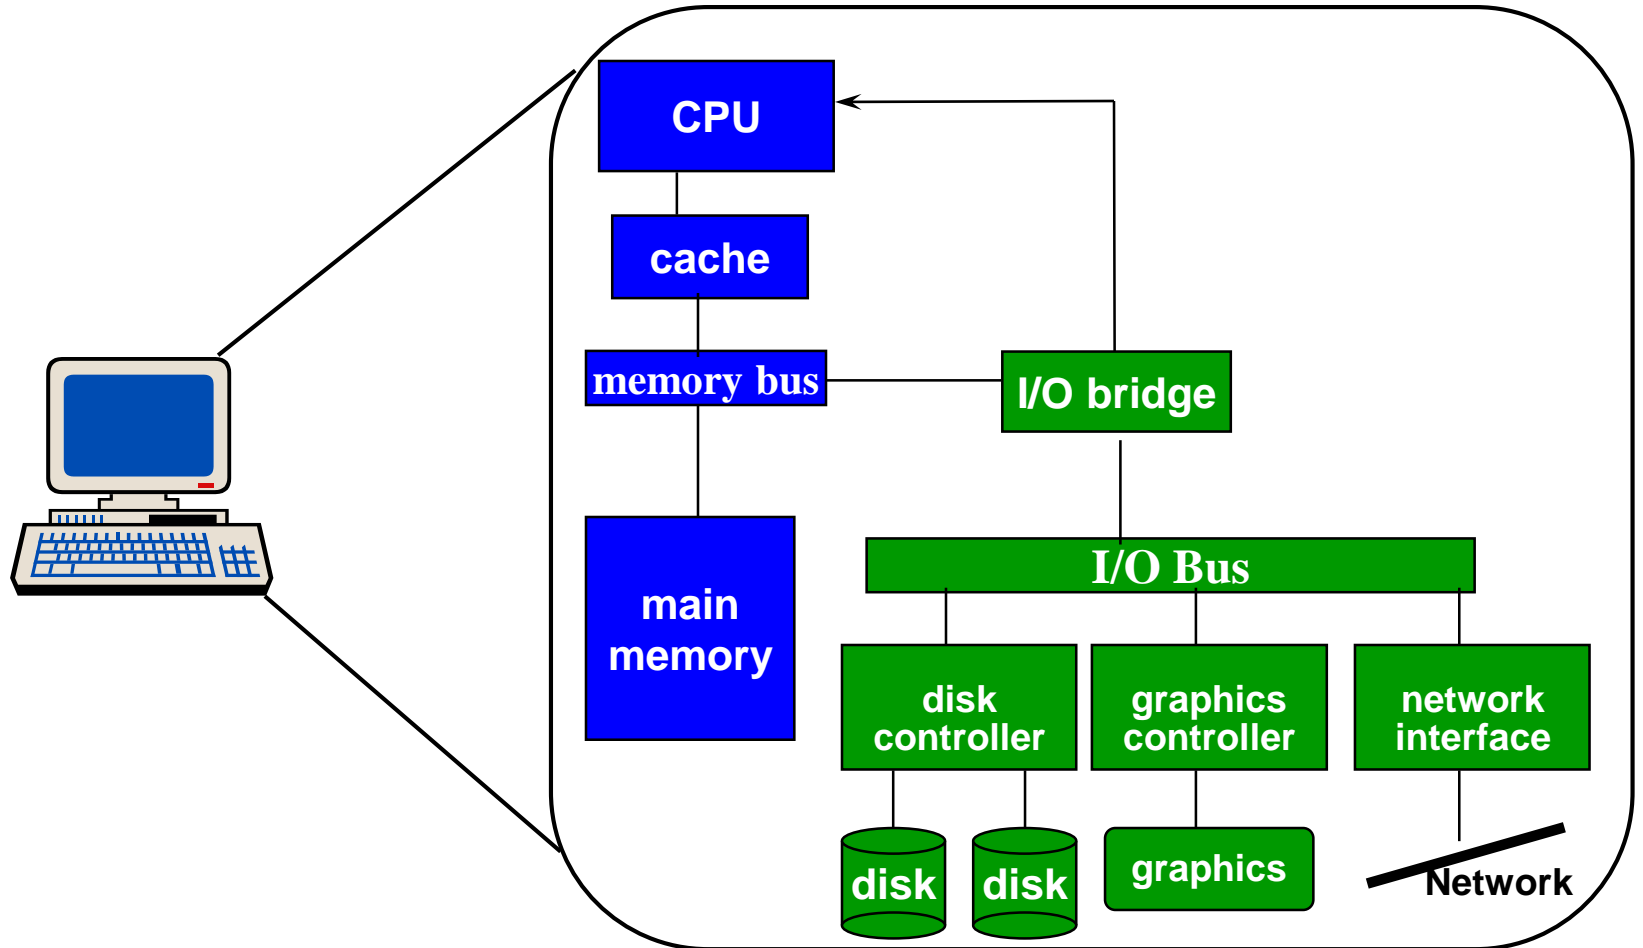 CPU
cache
memory bus
I/O bridge
I/O Bus
main
memory
disk
controller
graphics
controller
network
interface
disk
disk
graphics
Network